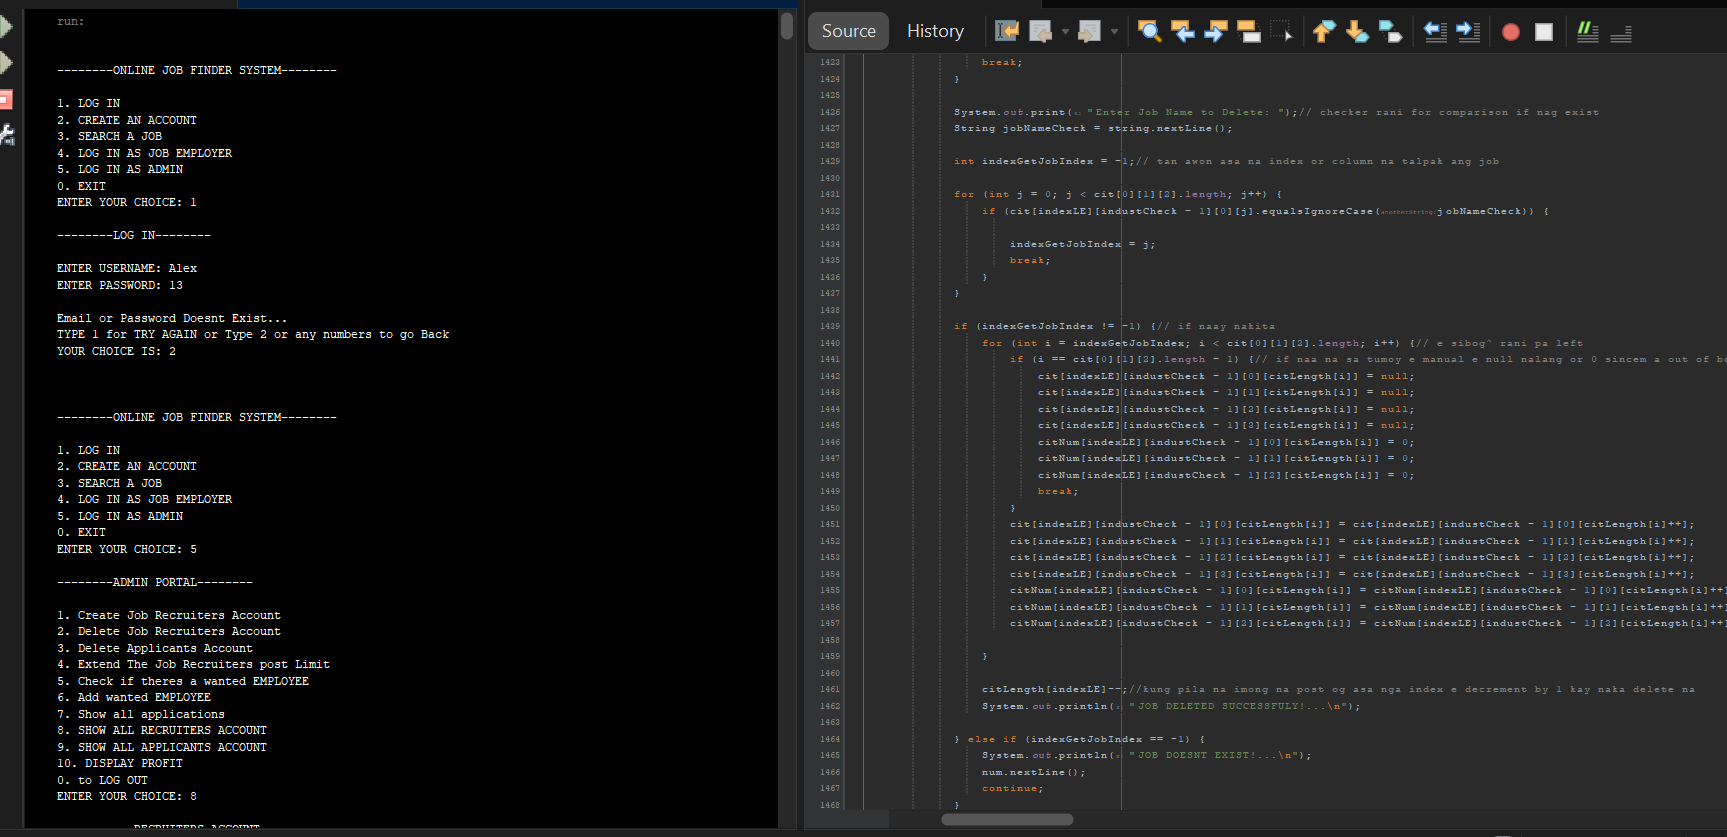 run:
--------ONLINE JOB FINDER SYSTEM--------
1. LOG IN
2. CREATE AN ACCOUNT
3. SEARCH A JOB
4. LOG IN AS JOB EMPLOYER
5. LOG IN AS ADMIN
0. EXIT
ENTER YOUR CHOICE: 1
--------LOG IN--------
ENTER USERNAME: Alex
ENTER PASSWORD: 13
Email or Password Doesnt Exist...
TYPE 1 for TRY AGAIN or Type 2 or any numbers to go Back
YOUR CHOICE IS: 2
--------ONLINE JOB FINDER SYSTEM--------
1. LOG IN
2. CREATE AN ACCOUNT
3. SEARCH A JOB
4. LOG IN AS JOB EMPLOYER
5. LOG IN AS ADMIN
0. EXIT
ENTER YOUR CHOICE: 5
--------ADMIN PORTAL--------
1. Create Job Recruiters Account
2. Delete Job Recruiters Account
3. Delete Applicants Account
4. Extend The Job Recruiters post Limit
5. Check if theres a wanted EMPLOYEE
6. Add wanted EMPLOYEE
7. Show all applications
8. SHOW ALL RECRUITERS ACCOUNT
9. SHOW ALL APPLICANTS ACCOUNT
10. DISPLAY PROFIT
0. to LOG OUT
ENTER YOUR CHOICE: 8
RECRUITERS ACCOUNT
Source History
1423 break;
1424 }
1425
1426 System.out.print("Enter Job Name to Delete: ");// checker rani for comparison if nag exist
1427 String jobNameCheck = string.nextLine();
1428
1429 int indexGetJobIndex = -1;// tan awon asa na index or column na talpak ang job
1430
1431 for (int j = 0; j < cit[0][1][2].length; j++) {
1432 if (cit[indexLE][industCheck - 1][0][j].equalsIgnoreCase(anotherString:jobNameCheck)) {
1433
1434 indexGetJobIndex = j;
1435 break;
1436 }
1437 }
1438
1439 if (indexGetJobIndex != -1) {// if naay nakita
1440 for (int i = indexGetJobIndex; i < cit[0][1][2].length; i++) {// e sibog^ rani pa left
1441 if (i == cit[0][1][2].length - 1) {// if naa na sa tumoy e manual e null nalang or 0 sincem a out of
1442 cit[indexLE][industCheck - 1][0][citLength[i]] = null;
1443 cit[indexLE][industCheck - 1][1][citLength[i]] = null;
1444 cit[indexLE][industCheck - 1][2][citLength[i]] = null;
1445 cit[indexLE][industCheck - 1][3][citLength[i]] = null;
1446 citNum[indexLE][industCheck - 1][0][citLength[i]] = 0;
1447 citNum[indexLE][industCheck - 1][1][citLength[i]] = 0;
1448 citNum[indexLE][industCheck - 1][2][citLength[i]] = 0;
1449 break;
1450 }
1451 cit[indexLE][industCheck - 1][0][citLength[i]] = cit[indexLE][industCheck - 1][0][citLength[i]++];
1452 cit[indexLE][industCheck - 1][1][citLength[i]] = cit[indexLE][industCheck - 1][1][citLength[i]++];
1453 cit[indexLE][industCheck - 1][2][citLength[i]] = cit[indexLE][industCheck - 1][2][citLength[i]++];
1454 cit[indexLE][industCheck - 1][3][citLength[i]] = cit[indexLE][industCheck - 1][3][citLength[i]++];
1455 citNum[indexLE][industCheck - 1][0][citLength[i]] = citNum[indexLE][industCheck - 1][0][citLength[i]++]
1456 citNum[indexLE][industCheck - 1][1][citLength[i]] = citNum[indexLE][industCheck - 1][1][citLength[i]++]
1457 citNum[indexLE][industCheck - 1][2][citLength[i]] = citNum[indexLE][industCheck - 1][2][citLength[i]++]
1458
1459 }
1460
1461 citLength[indexLE]--;//kung pila na imong na post og asa nga index e decrement by 1 kay naka delete na
1462 System.out.println("JOB DELETED SUCCESSFULY!...\n");
1463
1464 } else if (indexGetJobIndex == -1) {
1465 System.out.println("JOB DOESNT EXIST!...\n");
1466 num.nextLine();
1467 continue;
1468 }